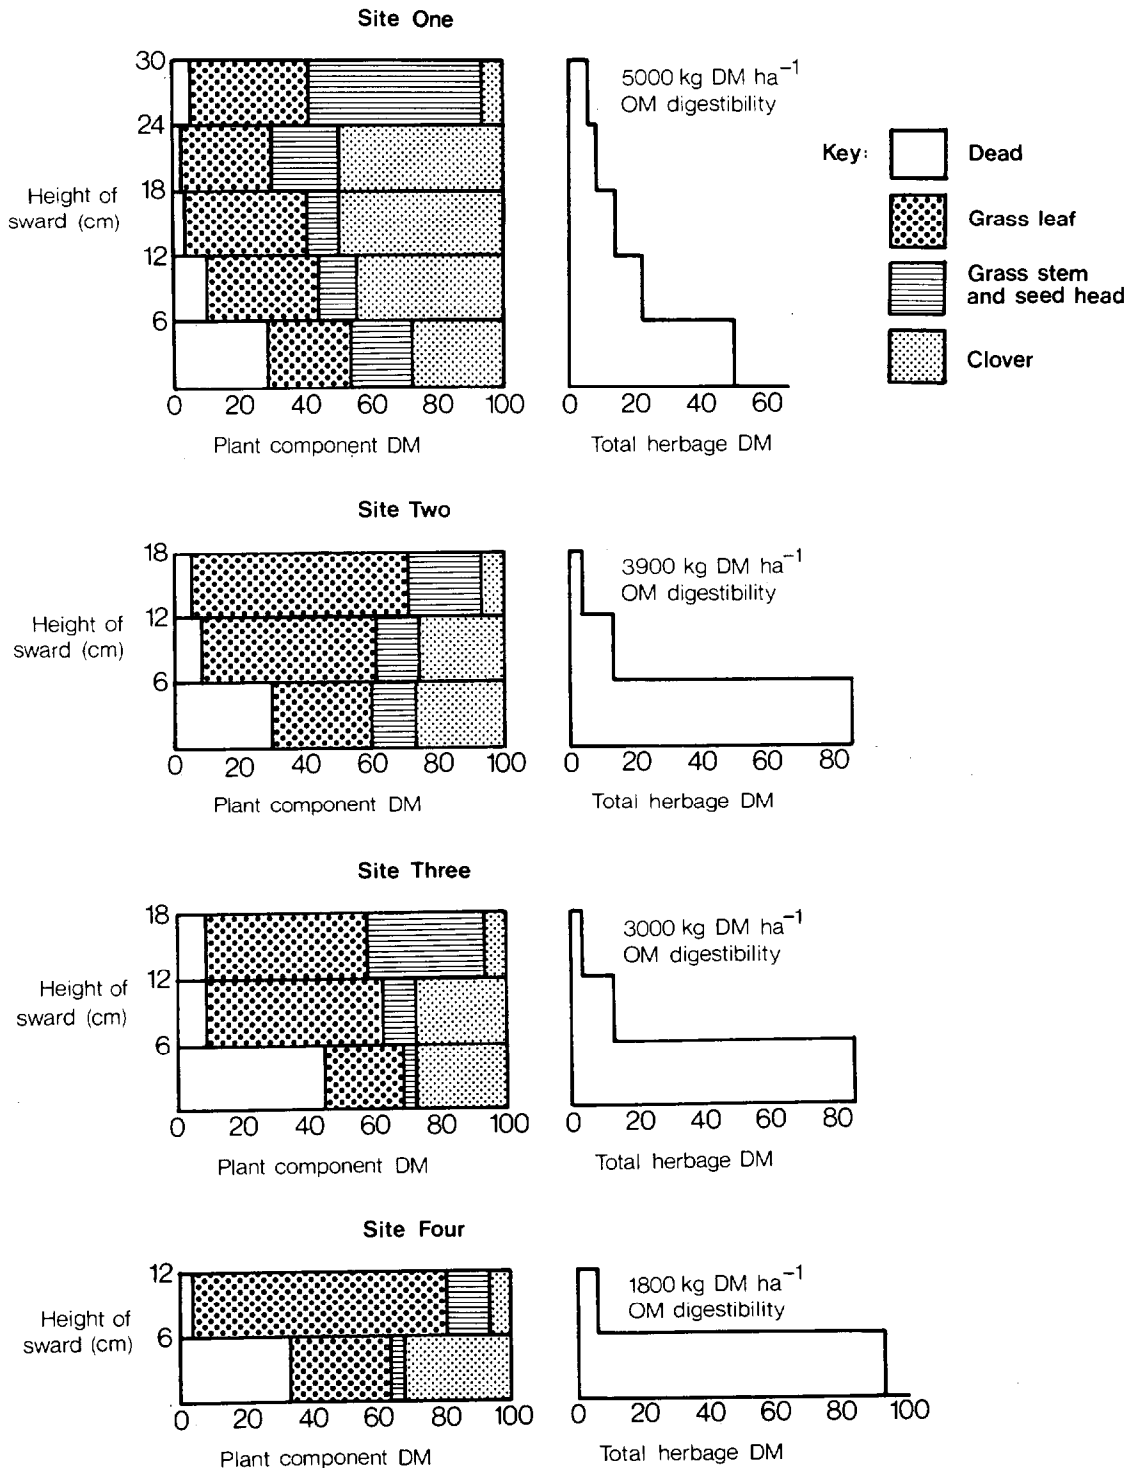 Site One
30
24
18
12
6
Height of
sward (cm)
0 20 40 60 80 100
Plant component DM
5000 kg DM ha⁻¹
OM digestibility
0 20 40 60
Total herbage DM
Key:
Dead
Grass leaf
Grass stem
and seed head
Clover
Site Two
18
12
6
Height of
sward (cm)
0 20 40 60 80 100
Plant component DM
3900 kg DM ha⁻¹
OM digestibility
0 20 40 60 80
Total herbage DM
Site Three
18
12
6
Height of
sward (cm)
0 20 40 60 80 100
Plant component DM
3000 kg DM ha⁻¹
OM digestibility
0 20 40 60 80
Total herbage DM
Site Four
12
6
Height of
sward (cm)
0 20 40 60 80 100
Plant component DM
1800 kg DM ha⁻¹
OM digestibility
0 20 40 60 80 100
Total herbage DM